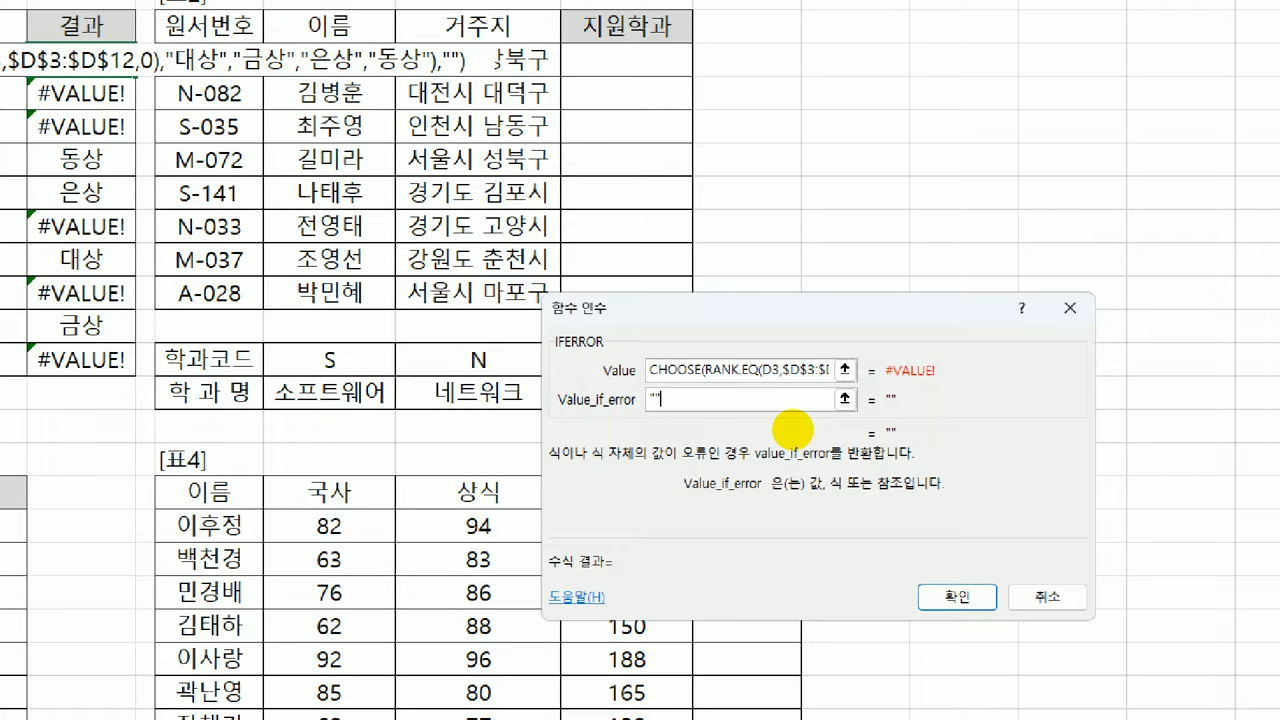 결과 원서번호 이름 거주지 지원학과
,$D$3:$D$12,0),"대상","금상","은상","동상"),"") 북구
#VALUE! N-082 김병훈 대전시 대덕구
#VALUE! S-035 최주영 인천시 남동구
동상 M-072 길미라 서울시 성북구
은상 S-141 나태후 경기도 김포시
#VALUE! N-033 전영태 경기도 고양시
대상 M-037 조영선 강원도 춘천시
#VALUE! A-028 박민혜 서울시 마포구
금상
#VALUE! 학과코드 S N
학 과 명 소프트웨어 네트워크
함수 인수 ?
IFERROR
Value CHOOSE(RANK.EQ(D3,$D$3:$ = #VALUE!
Value_if_error "" = ""
= ""
식이나 식 자체의 값이 오류인 경우 value_if_error를 반환합니다.
Value_if_error 은(는) 값, 식 또는 참조입니다.
수식 결과=
도움말(H) 확인 취소
[표4]
이름 국사 상식
이후정 82 94
백천경 63 83
민경배 76 86
김태하 62 88 150
이사랑 92 96 188
곽난영 85 80 165